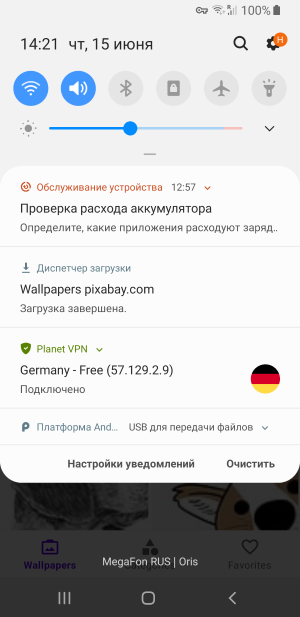 100%
14:21 чт, 15 июня
H
Обслуживание устройства 12:57
Проверка расхода аккумулятора
Определите, какие приложения расходуют заряд..
Диспетчер загрузки
Wallpapers pixabay.com
Загрузка завершена.
Planet VPN
Germany - Free (57.129.2.9)
Подключено
Платформа And... USB для передачи файлов
Настройки уведомлений Очистить
MegaFon RUS | Oris
Wallpapers Favorites